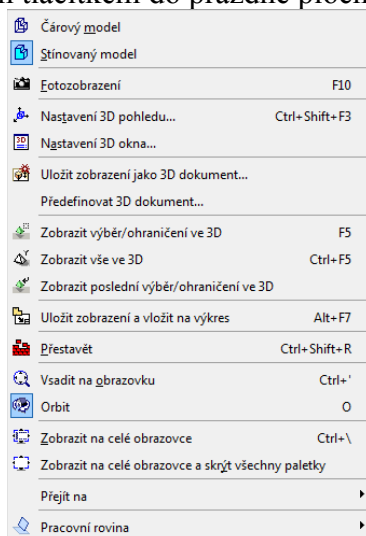 tlačítkem do prázdné
Čárový model
Stínovaný model
Fotozobrazení F10
Nastavení 3D pohledu... Ctrl+Shift+F3
Nastavení 3D okna...
Uložit zobrazení jako 3D dokument...
Předefinovat 3D dokument...
Zobrazit výběr/ohraničení ve 3D F5
Zobrazit vše ve 3D Ctrl+F5
Zobrazit poslední výběr/ohraničení ve 3D
Uložit zobrazení a vložit na výkres Alt+F7
Přestavět Ctrl+Shift+R
Vsadit na obrazovku Ctrl+'
Orbit O
Zobrazit na celé obrazovce Ctrl+\
Zobrazit na celé obrazovce a skrýt všechny paletky
Přejít na
Pracovní rovina